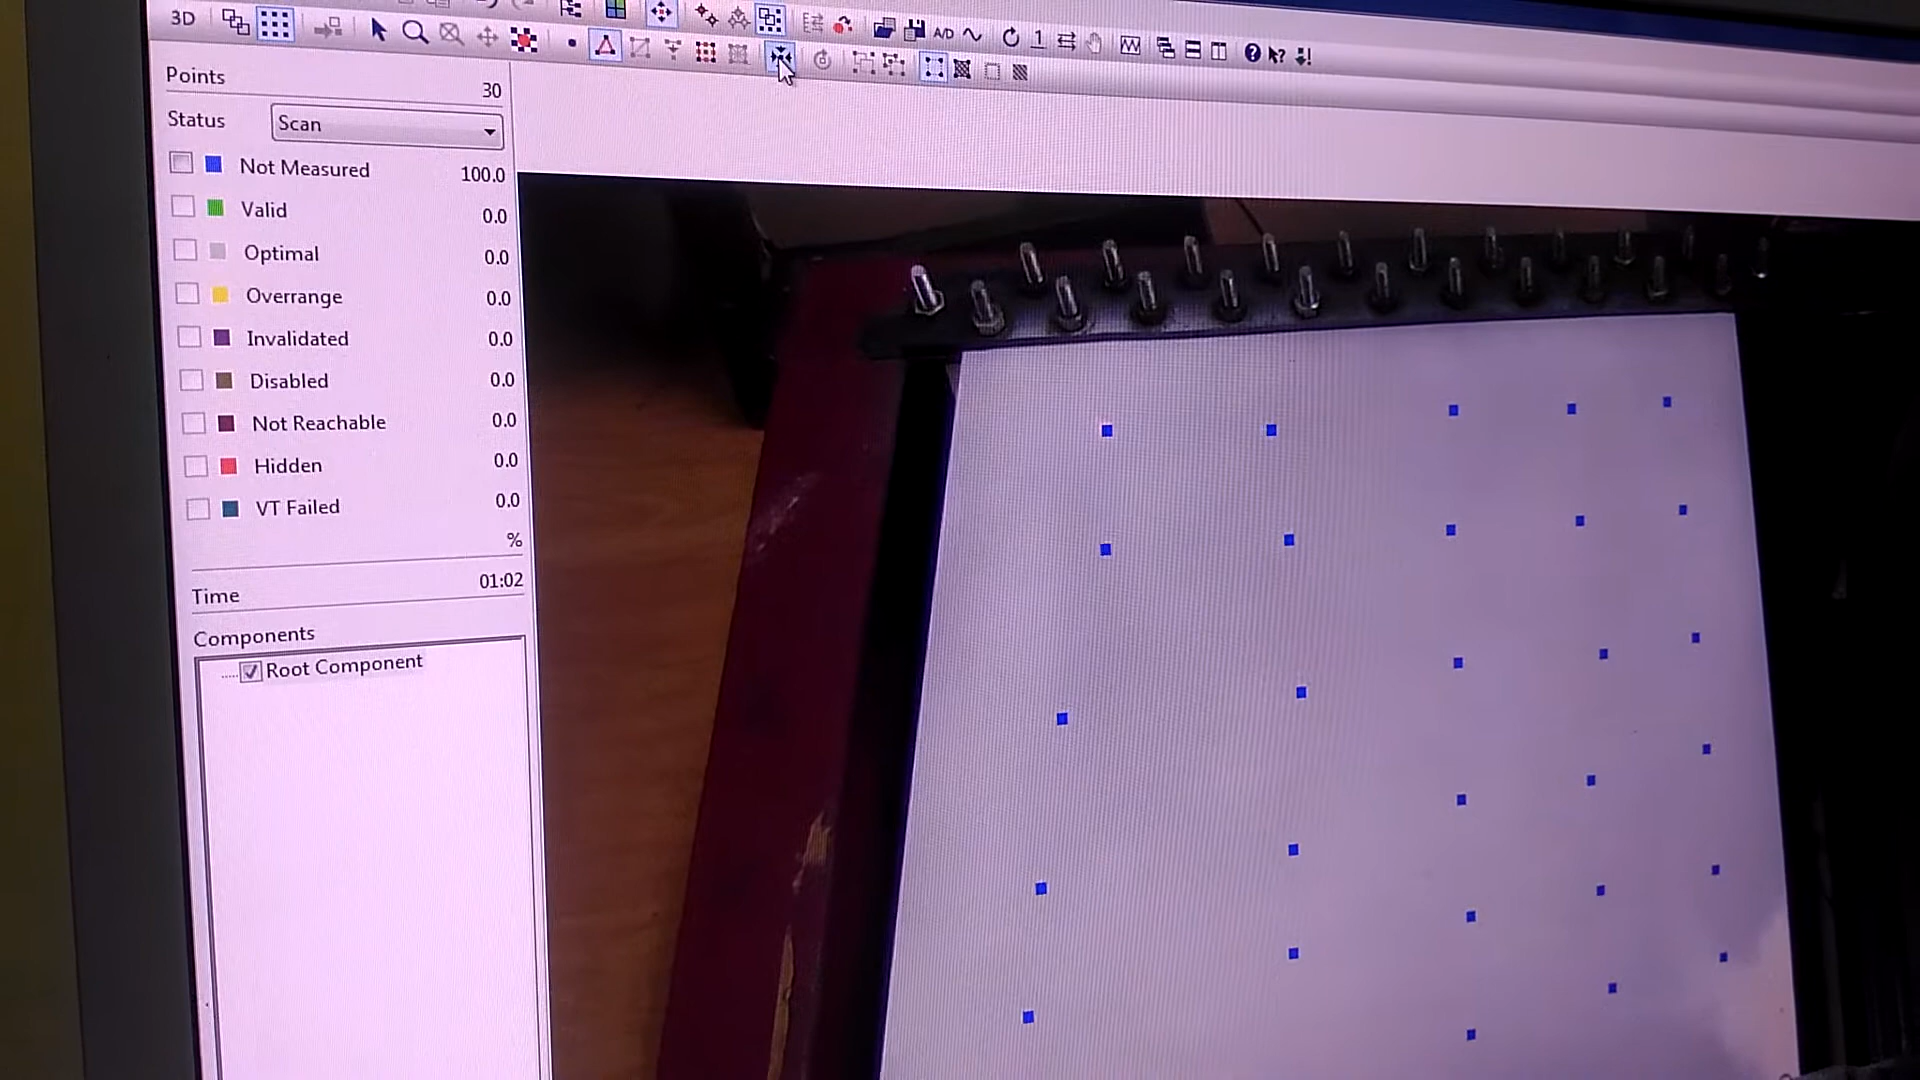 3D
A/D
1
?
?
!
Points
30
Status
Scan
Not Measured 100.0
Valid 0.0
Optimal 0.0
Overrange 0.0
Invalidated 0.0
Disabled 0.0
Not Reachable 0.0
Hidden 0.0
VT Failed 0.0
%
Time 01:02
Components
Root Component